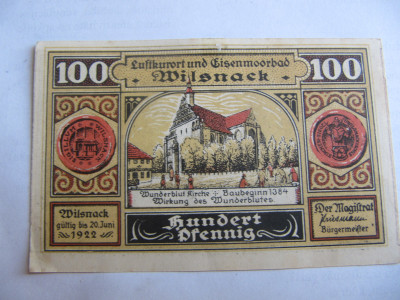 100
Luftkurort und Eisenmoorbad
Wilsnack
100
Wunderblut Kirche ÷ Baubeginn 1384
Wirkung des Wunderblutes
Wilsnack
gültig bis 20. Juni
1922
Hundert
Pfennig
Der Magistrat
Bürgermeister